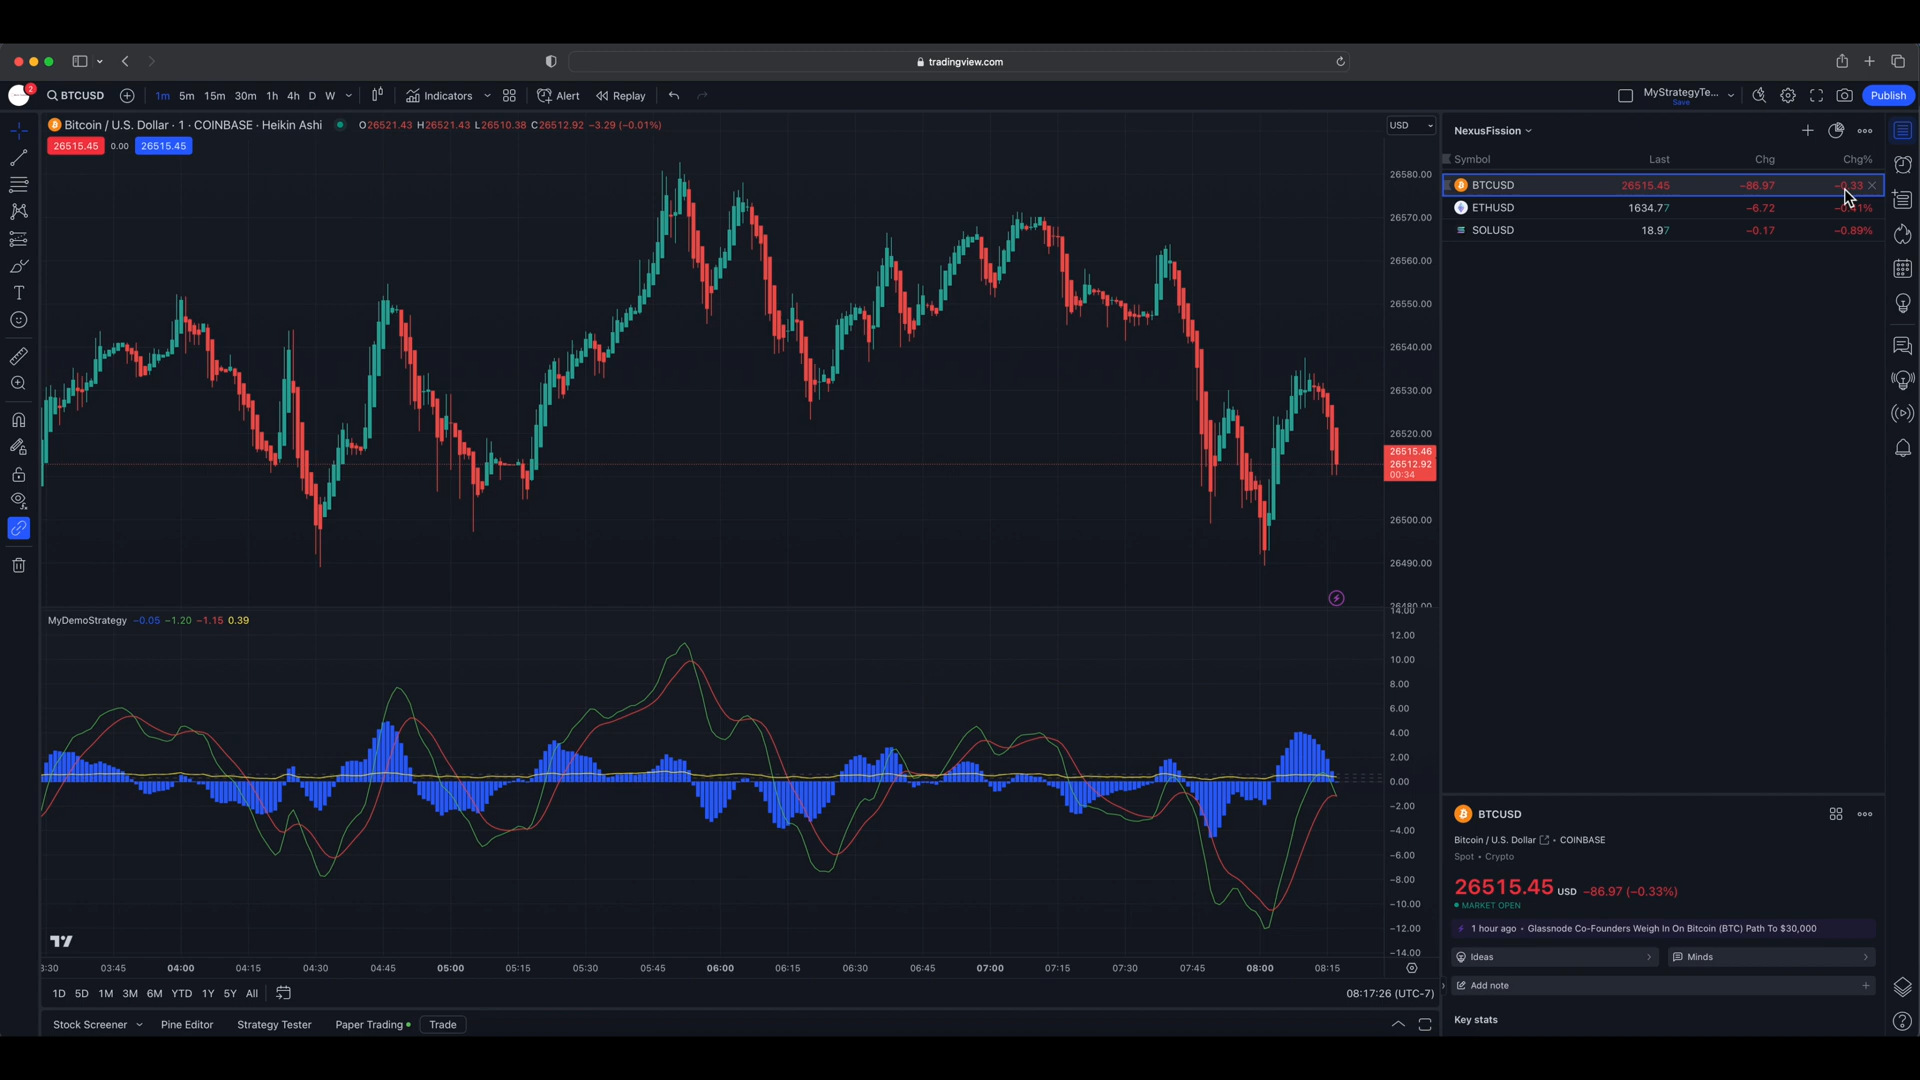 tradingview.com
2
BTCUSD 1m 5m 15m 30m 1h 4h D W Indicators Alert Replay MyStrategyTe... Save Publish
Bitcoin / U.S. Dollar · 1 · COINBASE · Heikin Ashi O26521.43 H26521.43 L26510.38 C26512.92 −3.29 (−0.01%) USD
26515.45 0.00 26515.45
NexusFission
Symbol Last Chg Chg%
BTCUSD 26515.45 −86.97 −0.33
ETHUSD 1634.77 −6.72
SOLUSD 18.97 −0.17 −0.89%
26580.00
26570.00
26560.00
26550.00
26540.00
26530.00
26520.00
26515.46
26512.92
00:34
26500.00
26490.00
26480.00
MyDemoStrategy −0.05 −1.20 −1.15 0.39
14.00
12.00
10.00
8.00
6.00
4.00
2.00
0.00
−2.00
−4.00
−6.00
−8.00
−10.00
−12.00
−14.00
BTCUSD
Bitcoin / U.S. Dollar • COINBASE
Spot • Crypto
26515.45 USD −86.97 (−0.33%)
MARKET OPEN
1 hour ago • Glassnode Co-Founders Weigh In On Bitcoin (BTC) Path To $30,000
Ideas Minds
Add note
Key stats
3:30 03:45 04:00 04:15 04:30 04:45 05:00 05:15 05:30 05:45 06:00 06:15 06:30 06:45 07:00 07:15 07:30 07:45 08:00 08:15
1D 5D 1M 3M 6M YTD 1Y 5Y All 08:17:26 (UTC-7)
Stock Screener Pine Editor Strategy Tester Paper Trading Trade